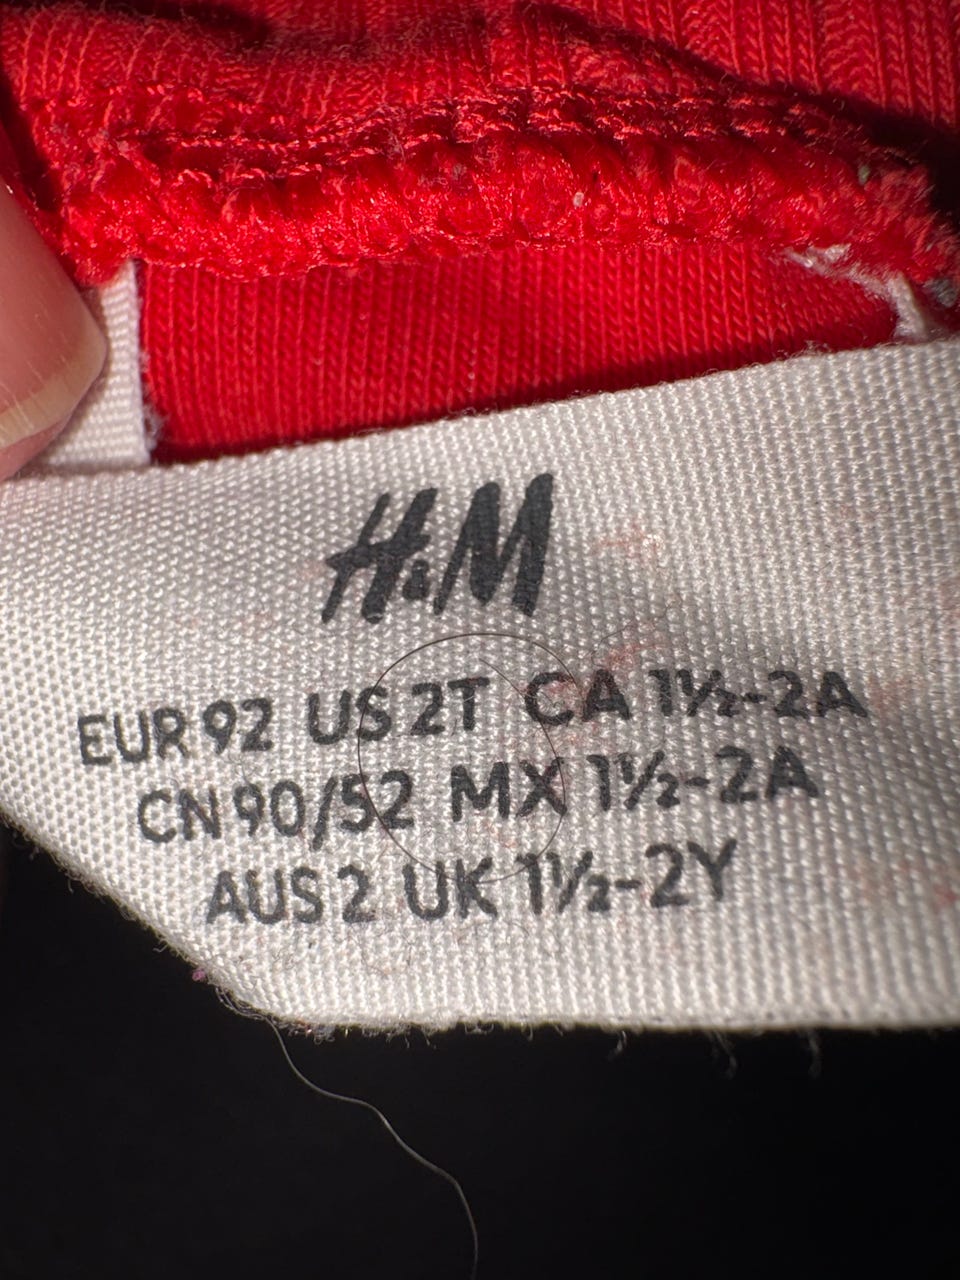 H&M
EUR 92 US 2T CA 1½-2A
CN 90/52 MX 1½-2A
AUS 2 UK 1½-2Y